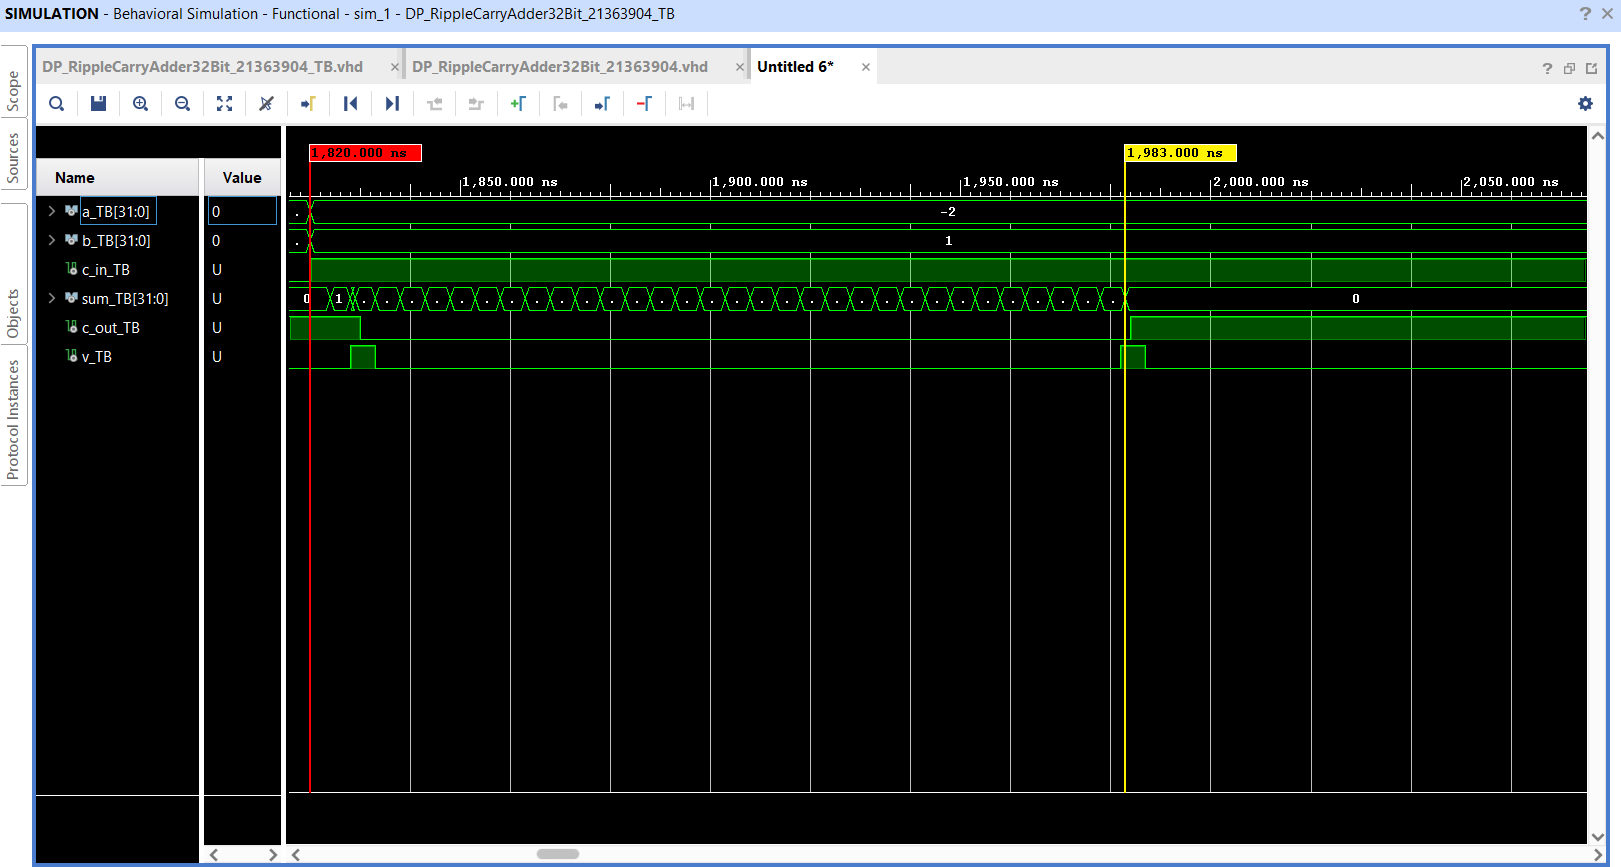 SIMULATION - Behavioral Simulation - Functional - sim_1 - DP_RippleCarryAdder32Bit_21363904_TB
DP_RippleCarryAdder32Bit_21363904_TB.vhd
DP_RippleCarryAdder32Bit_21363904.vhd
Untitled 6*
Scope
Sources
Objects
Protocol Instances
1,820.000 ns
1,983.000 ns
1,850.000 ns
1,900.000 ns
1,950.000 ns
2,000.000 ns
2,050.000 ns
Name Value
a_TB[31:0] 0 . -2
b_TB[31:0] 0 . 1
c_in_TB U
sum_TB[31:0] U 0 1 . . . . . . . . . . . . . . . . . . . . . . . . . . . . . . . 0
c_out_TB U
v_TB U